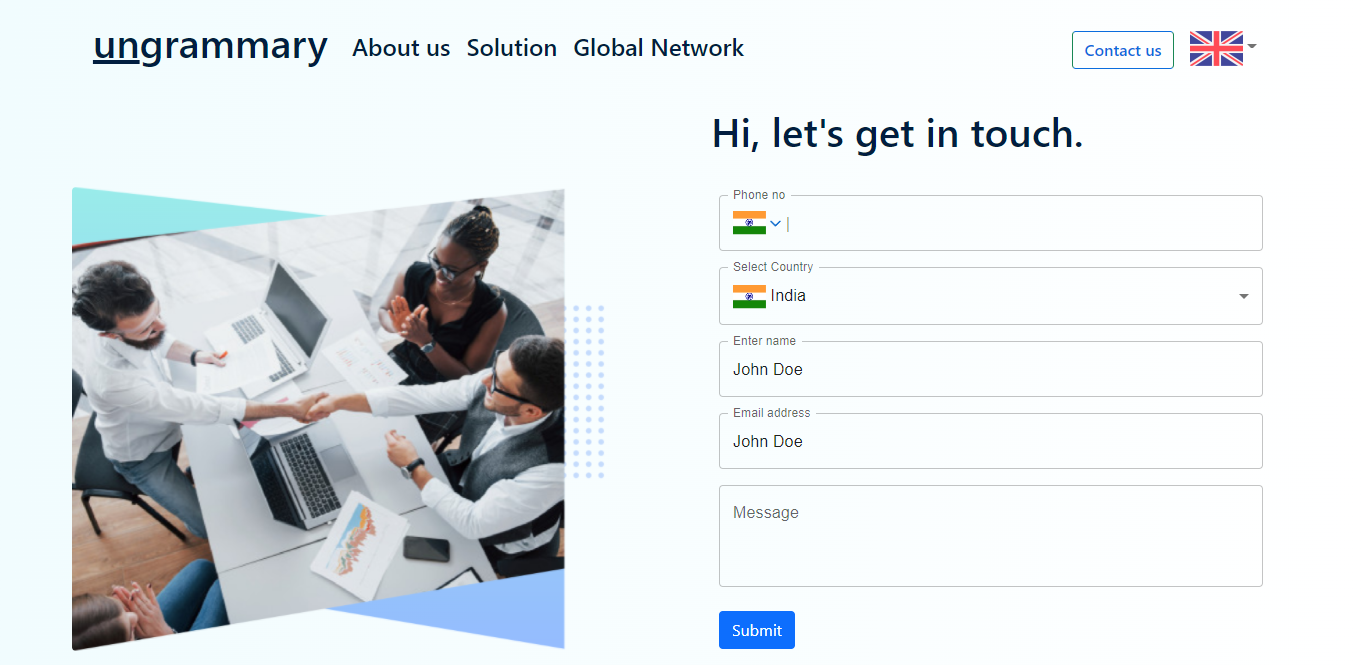 ungrammary About us Solution Global Network Contact us
Hi, let's get in touch.
Phone no
Select Country
India
Enter name
John Doe
Email address
John Doe
Message
Submit